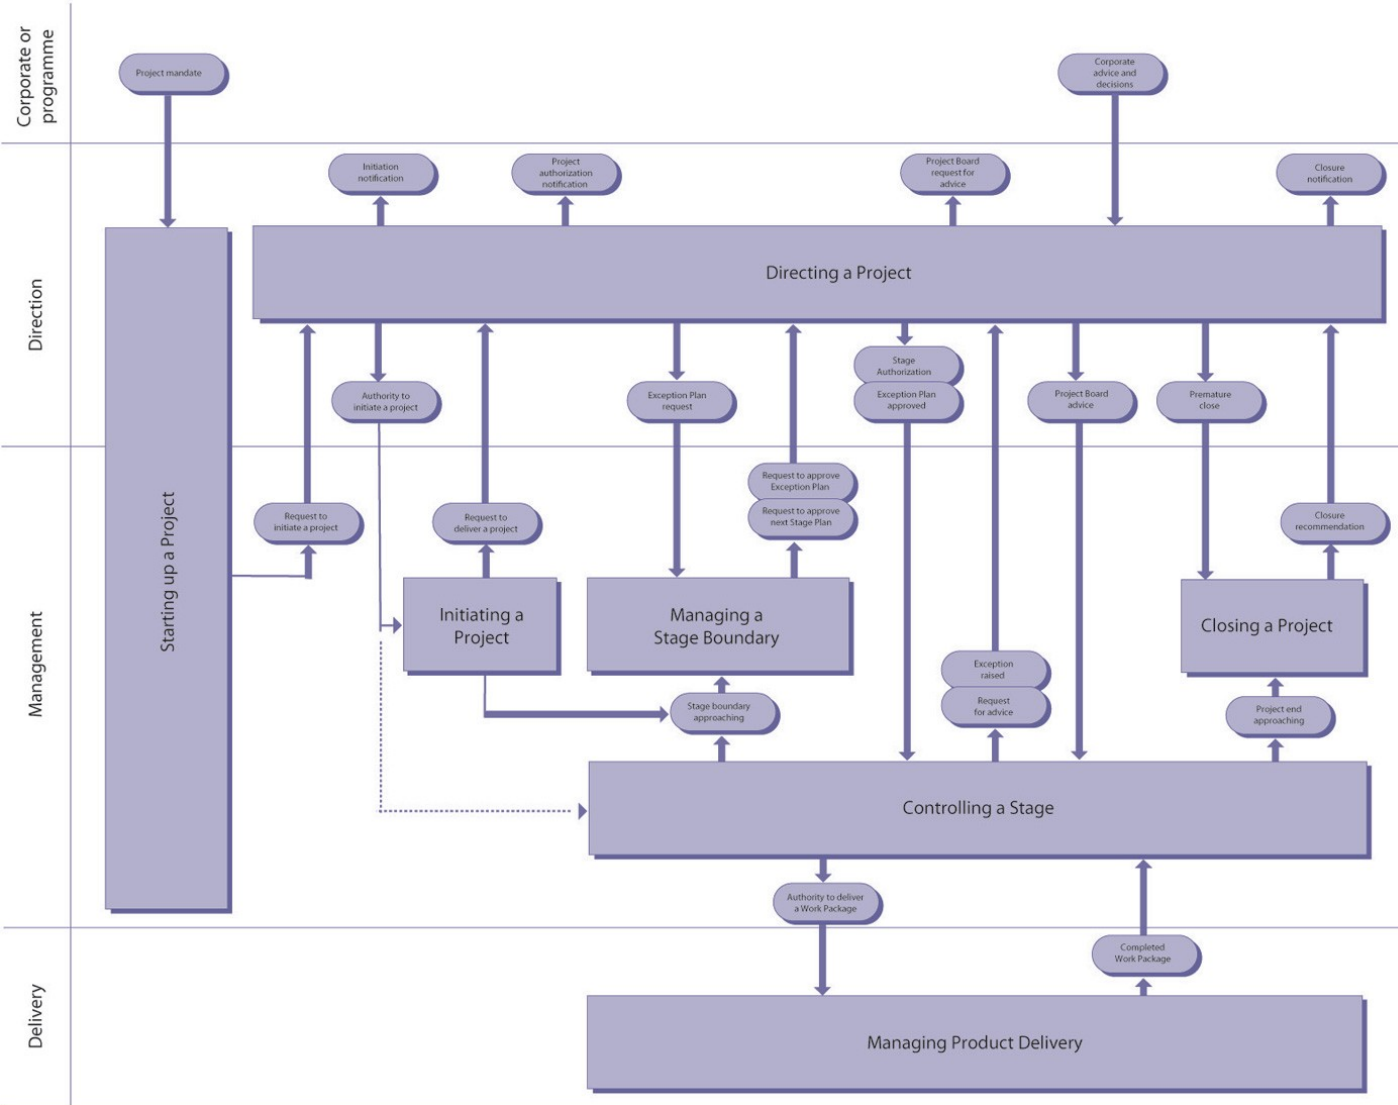 Corporate or
programme
Project mandate
Corporate
advice and
decisions
Direction
Initiation
notification
Project
authorization
notification
Project Board
request for
advice
Closure
notification
Directing a Project
Authority to
initiate a project
Exception Plan
request
Stage
Authorization
Exception Plan
approved
Project Board
advice
Premature
close
Management
Starting up a Project
Request to
initiate a project
Request to
deliver a project
Request to approve
Exception Plan
Request to approve
next Stage Plan
Closure
recommendation
Initiating a
Project
Managing a
Stage Boundary
Closing a Project
Exception
raised
Request
for advice
Stage boundary
approaching
Project end
approaching
Controlling a Stage
Authority to deliver
a Work Package
Delivery
Completed
Work Package
Managing Product Delivery